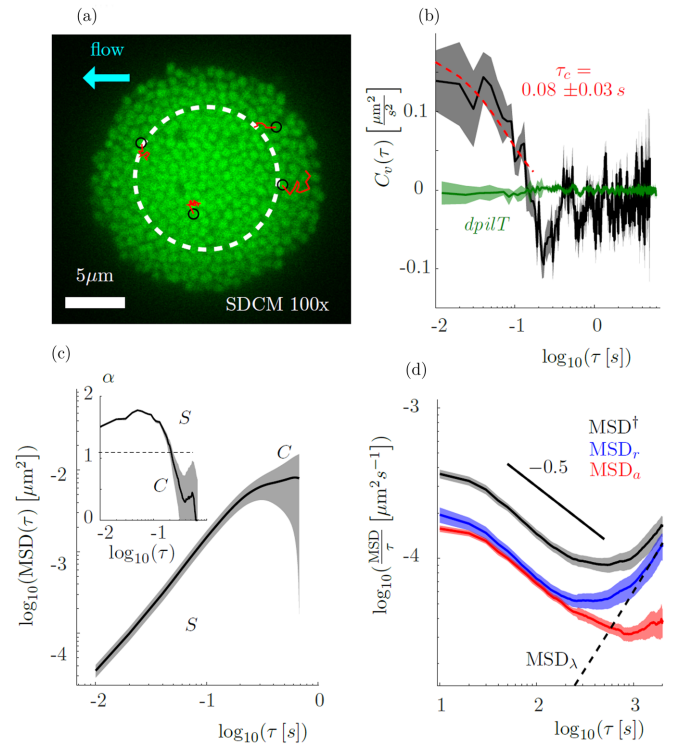 (a)
flow
5μm
SDCM 100x
(b)
C_v(τ) [μm²/s²]
0.1
0
-0.1
τ_c =
0.08 ±0.03 s
dpilT
-2
-1
0
log₁₀(τ [s])
(c)
log₁₀(MSD(τ) [μm²])
-2
-3
-4
α
2
1
0
S
C
-2
-1
0
log₁₀(τ)
C
S
-2
-1
0
log₁₀(τ [s])
(d)
log₁₀(MSD/τ [μm²s⁻¹])
-3
-4
MSD†
MSD_r
MSD_a
−0.5
MSD_λ
1
2
3
log₁₀(τ [s])